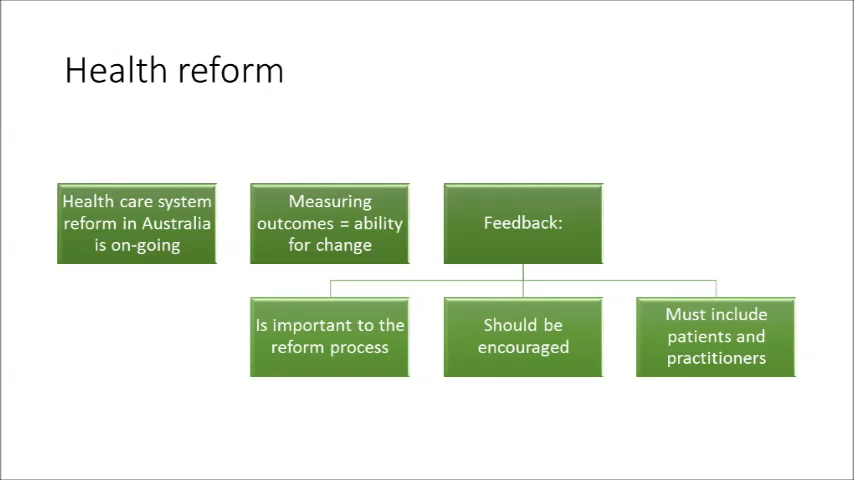 Health reform
Health care system
reform in Australia
is on-going
Measuring
outcomes = ability
for change
Feedback:
Is important to the
reform process
Should be
encouraged
Must include
patients and
practitioners